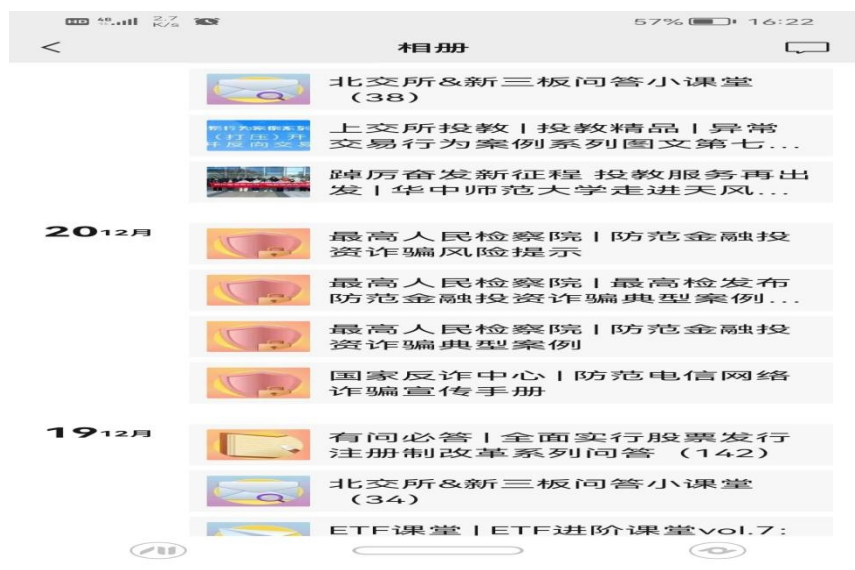 HD 4G 2.7 K/s 57% 16:22
< 相册
北交所&新三板问答小课堂
（38）
（打压）开
上交所投教 | 投教精品 | 异常
交易行为案例系列图文第七...
踔厉奋发新征程 投教服务再出
发 | 华中师范大学走进天风...
20 12月
最高人民检察院 | 防范金融投
资诈骗风险提示
最高人民检察院 | 最高检发布
防范金融投资诈骗典型案例...
最高人民检察院 | 防范金融投
资诈骗典型案例
国家反诈中心 | 防范电信网络
诈骗宣传手册
19 12月
有问必答 | 全面实行股票发行
注册制改革系列问答 （142）
北交所&新三板问答小课堂
（34）
ETF课堂 | ETF进阶课堂vol.7: